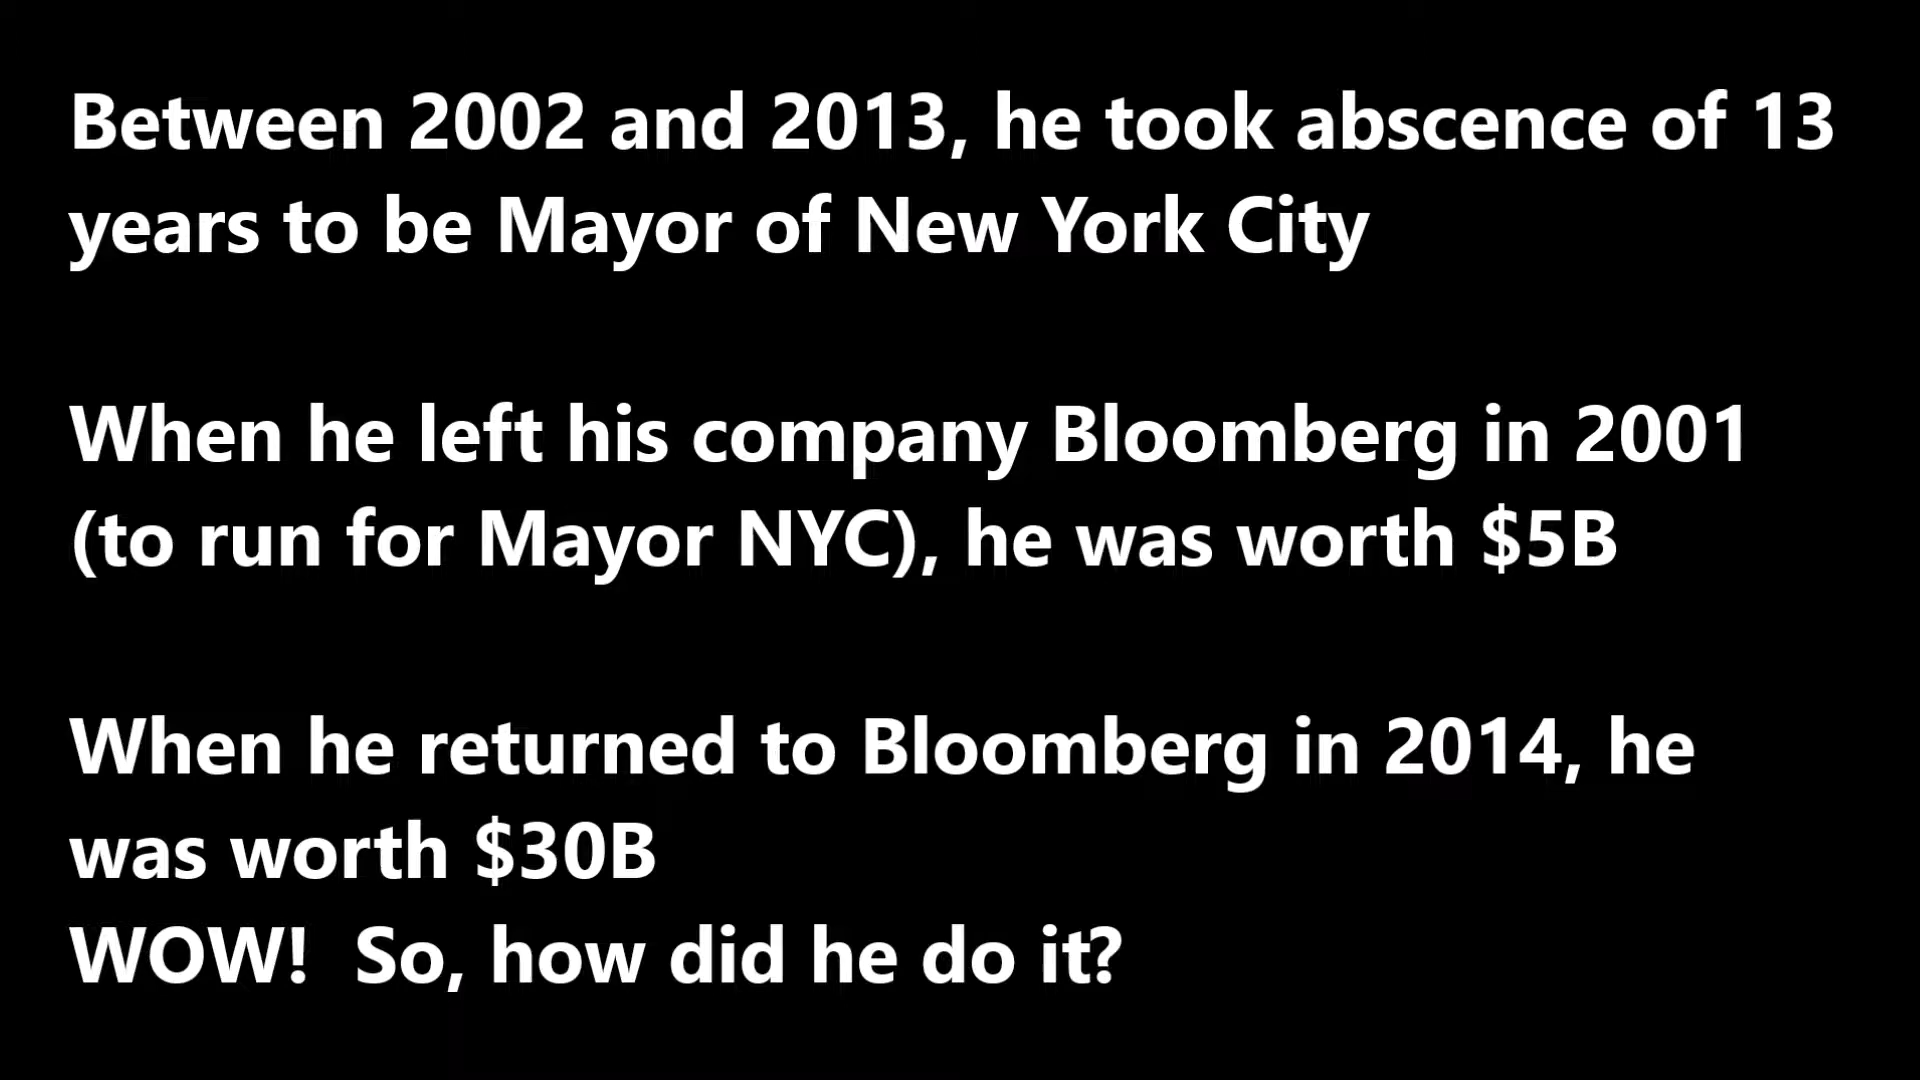 Between 2002 and 2013, he took abscence of 13
years to be Mayor of New York City
When he left his company Bloomberg in 2001
(to run for Mayor NYC), he was worth $5B
When he returned to Bloomberg in 2014, he
was worth $30B
WOW!  So, how did he do it?